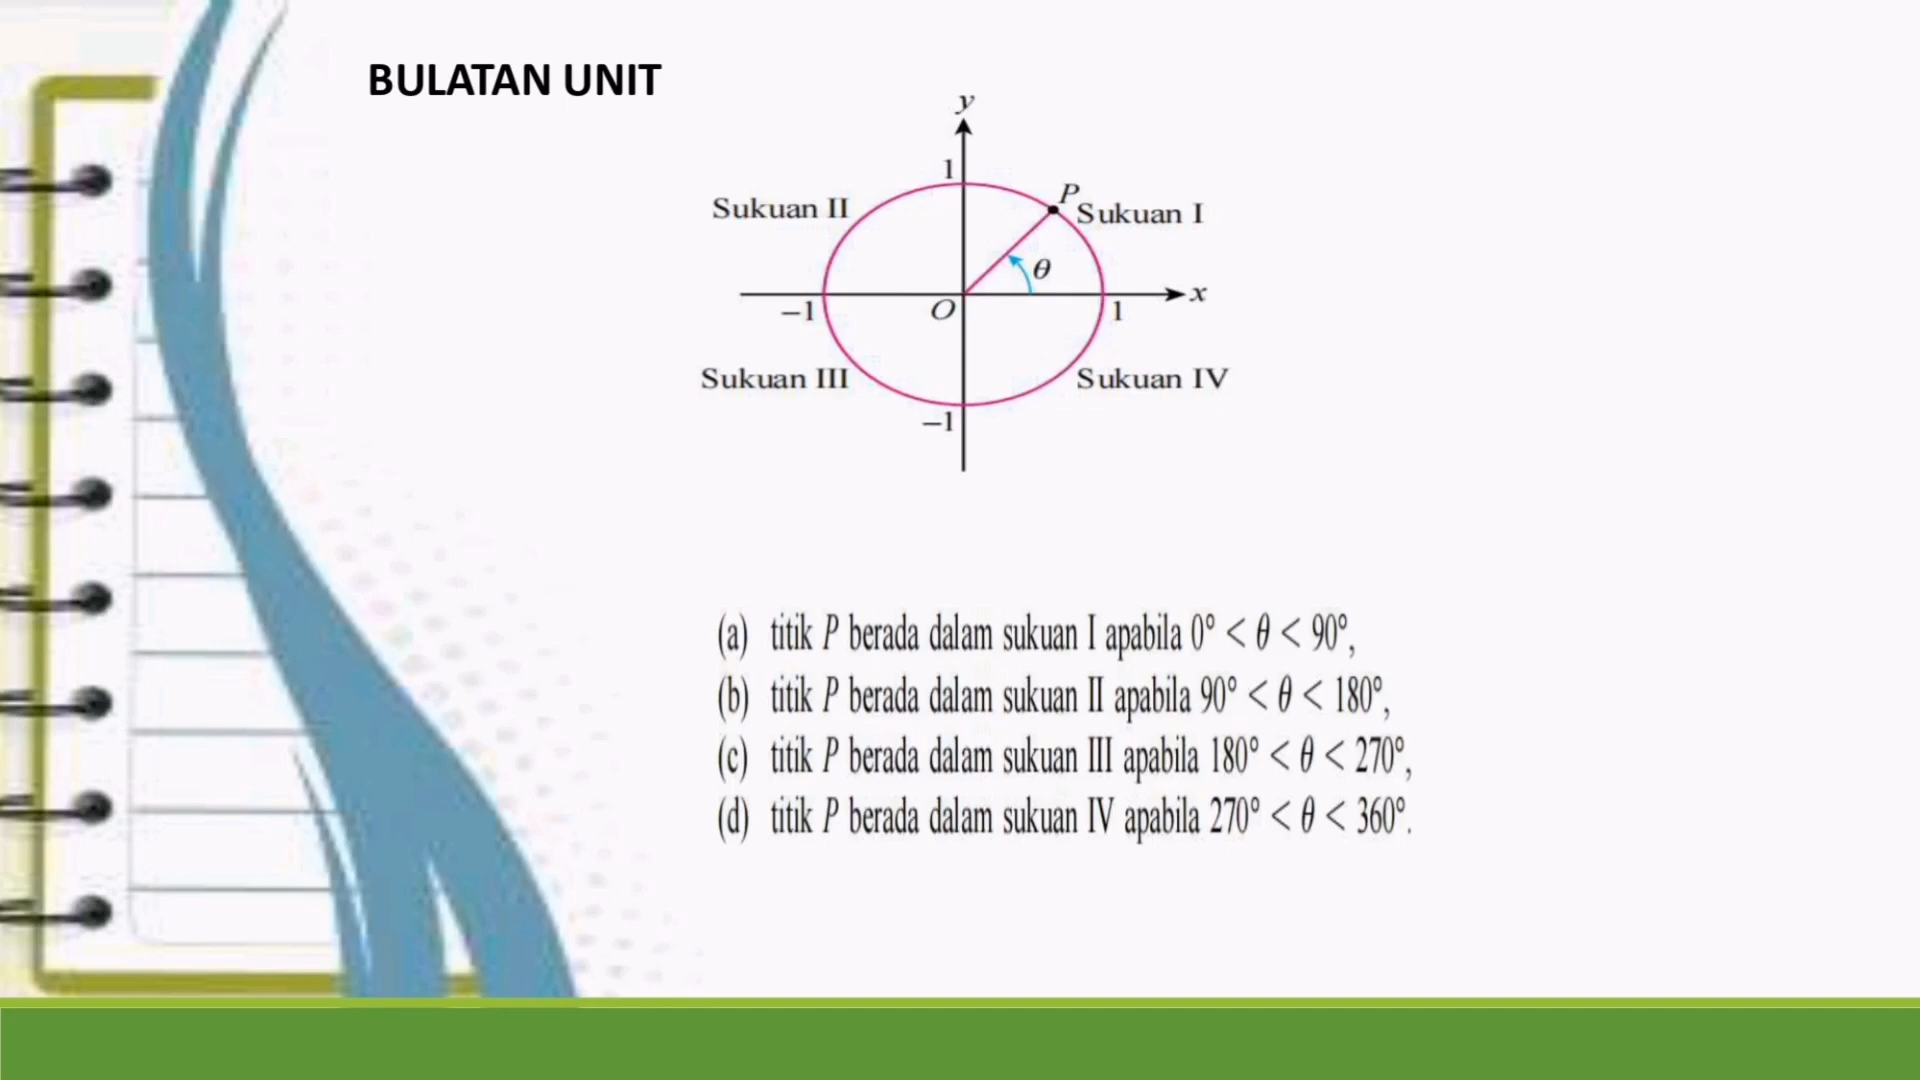 BULATAN UNIT
y
1
P
Sukuan II
Sukuan I
θ
x
−1
O
1
Sukuan III
Sukuan IV
−1
(a) titik P berada dalam sukuan I apabila 0° < θ < 90°,
(b) titik P berada dalam sukuan II apabila 90° < θ < 180°,
(c) titik P berada dalam sukuan III apabila 180° < θ < 270°,
(d) titik P berada dalam sukuan IV apabila 270° < θ < 360°.